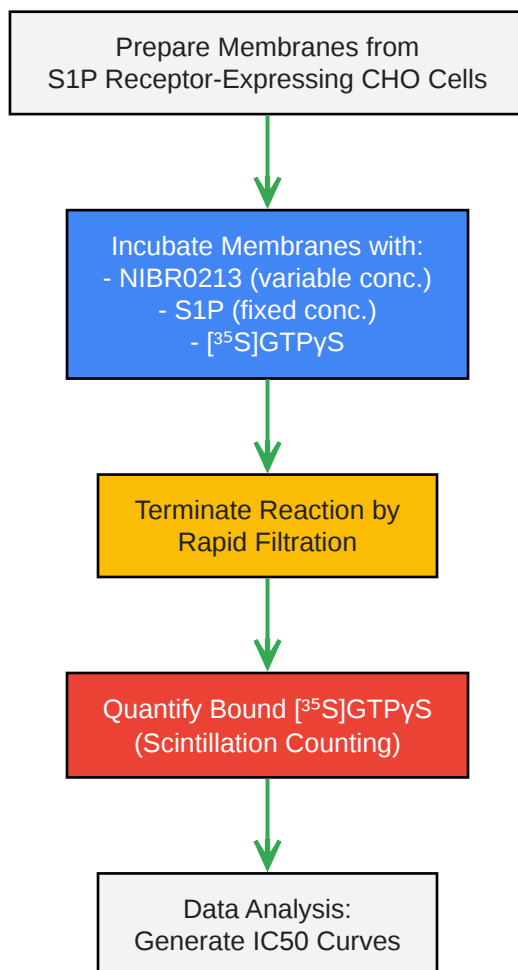 Prepare Membranes from
S1P Receptor-Expressing CHO Cells
Incubate Membranes with:
- NIBR0213 (variable conc.)
- S1P (fixed conc.)
- [³⁵S]GTPγS
Terminate Reaction by
Rapid Filtration
Quantify Bound [³⁵S]GTPγS
(Scintillation Counting)
Data Analysis:
Generate IC50 Curves